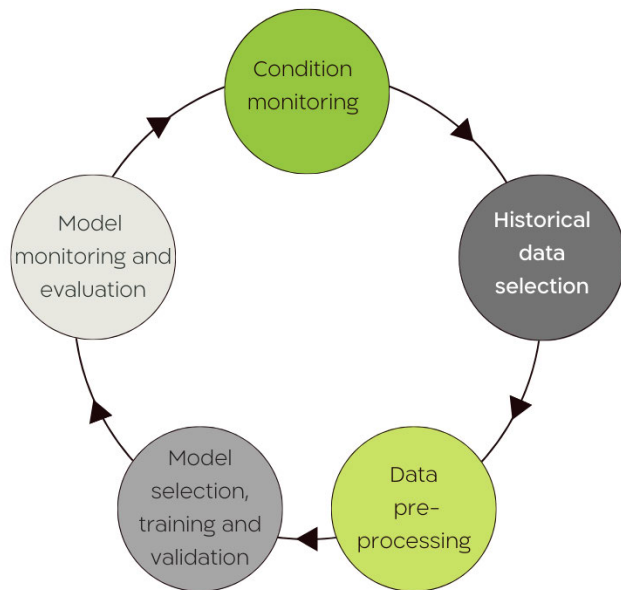 Condition
monitoring
Historical
data
selection
Data
pre-
processing
Model
selection,
training and
validation
Model
monitoring and
evaluation